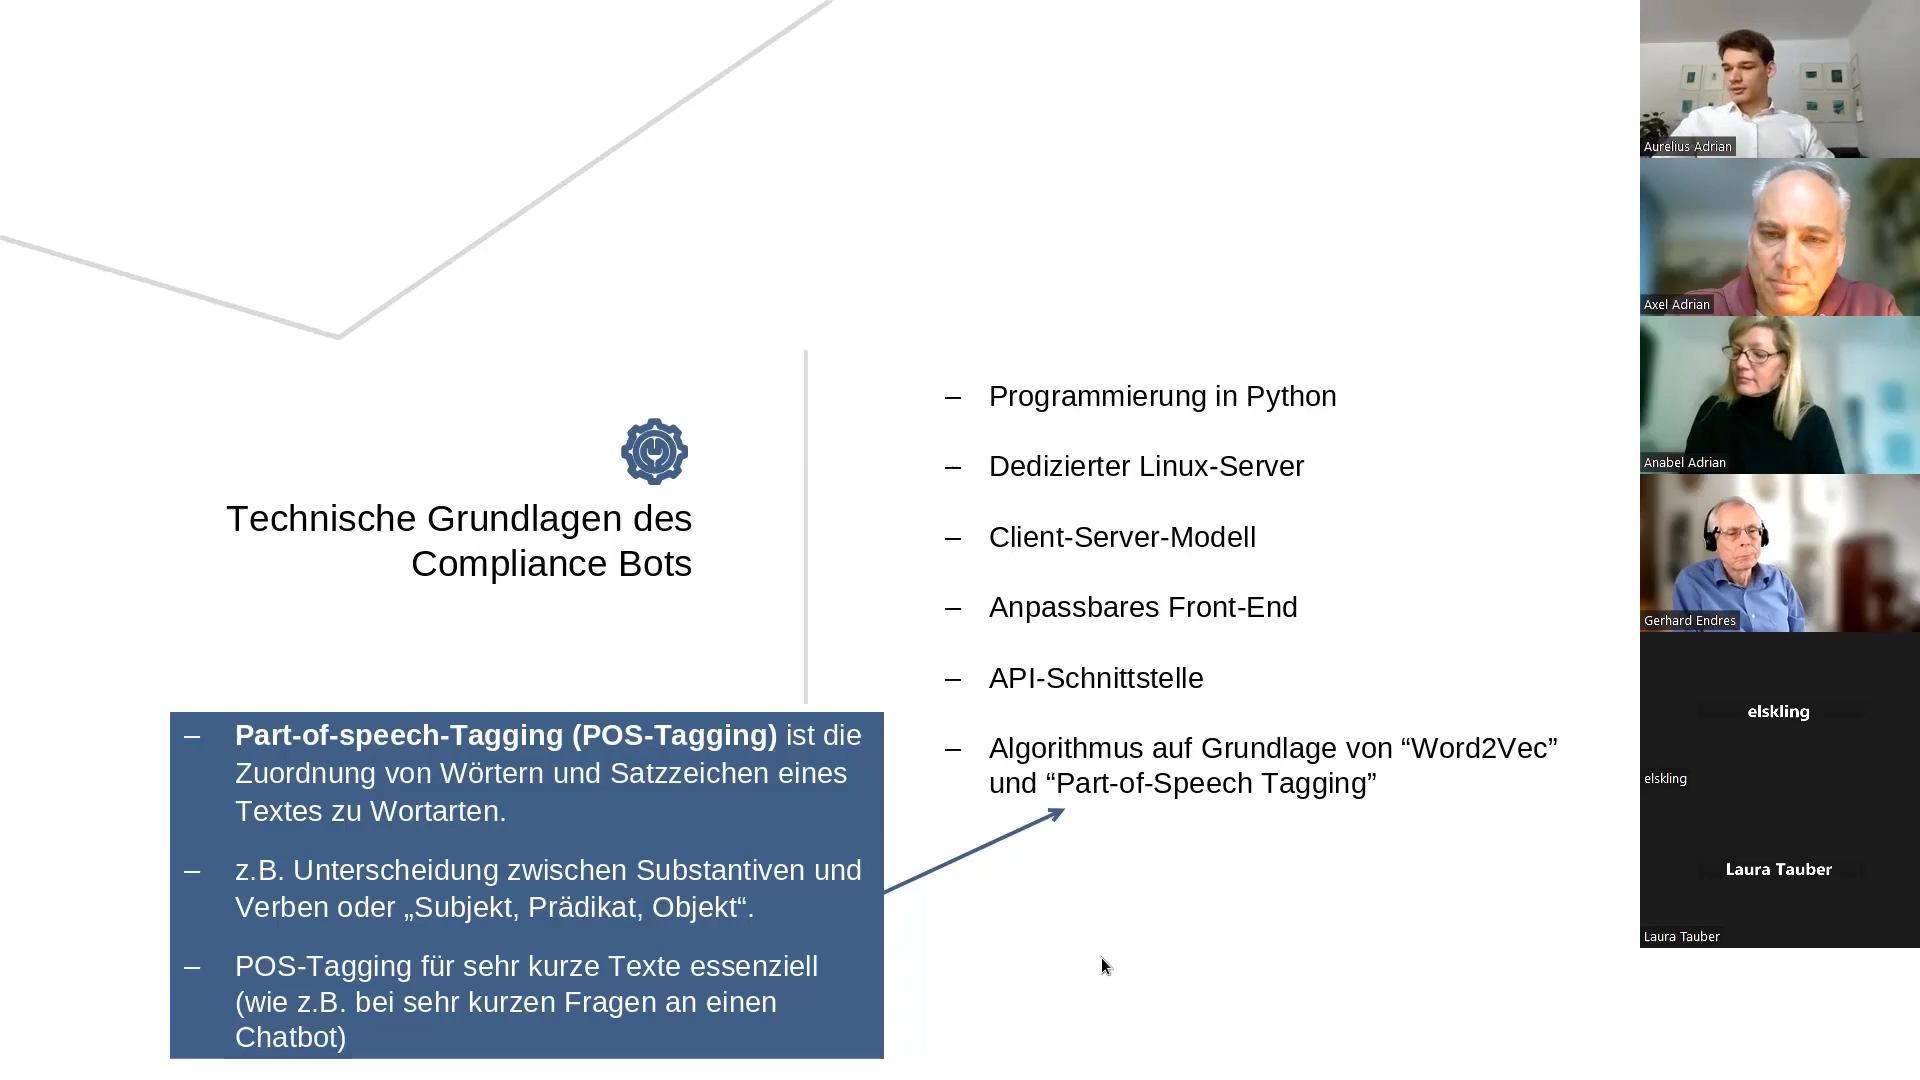 Technische Grundlagen des
Compliance Bots
– Programmierung in Python
– Dedizierter Linux-Server
– Client-Server-Modell
– Anpassbares Front-End
– API-Schnittstelle
– Algorithmus auf Grundlage von “Word2Vec”
und “Part-of-Speech Tagging”
– Part-of-speech-Tagging (POS-Tagging) ist die
Zuordnung von Wörtern und Satzzeichen eines
Textes zu Wortarten.
– z.B. Unterscheidung zwischen Substantiven und
Verben oder „Subjekt, Prädikat, Objekt“.
– POS-Tagging für sehr kurze Texte essenziell
(wie z.B. bei sehr kurzen Fragen an einen
Chatbot)
Aurelius Adrian
Axel Adrian
Anabel Adrian
Gerhard Endres
elskling
elskling
Laura Tauber
Laura Tauber